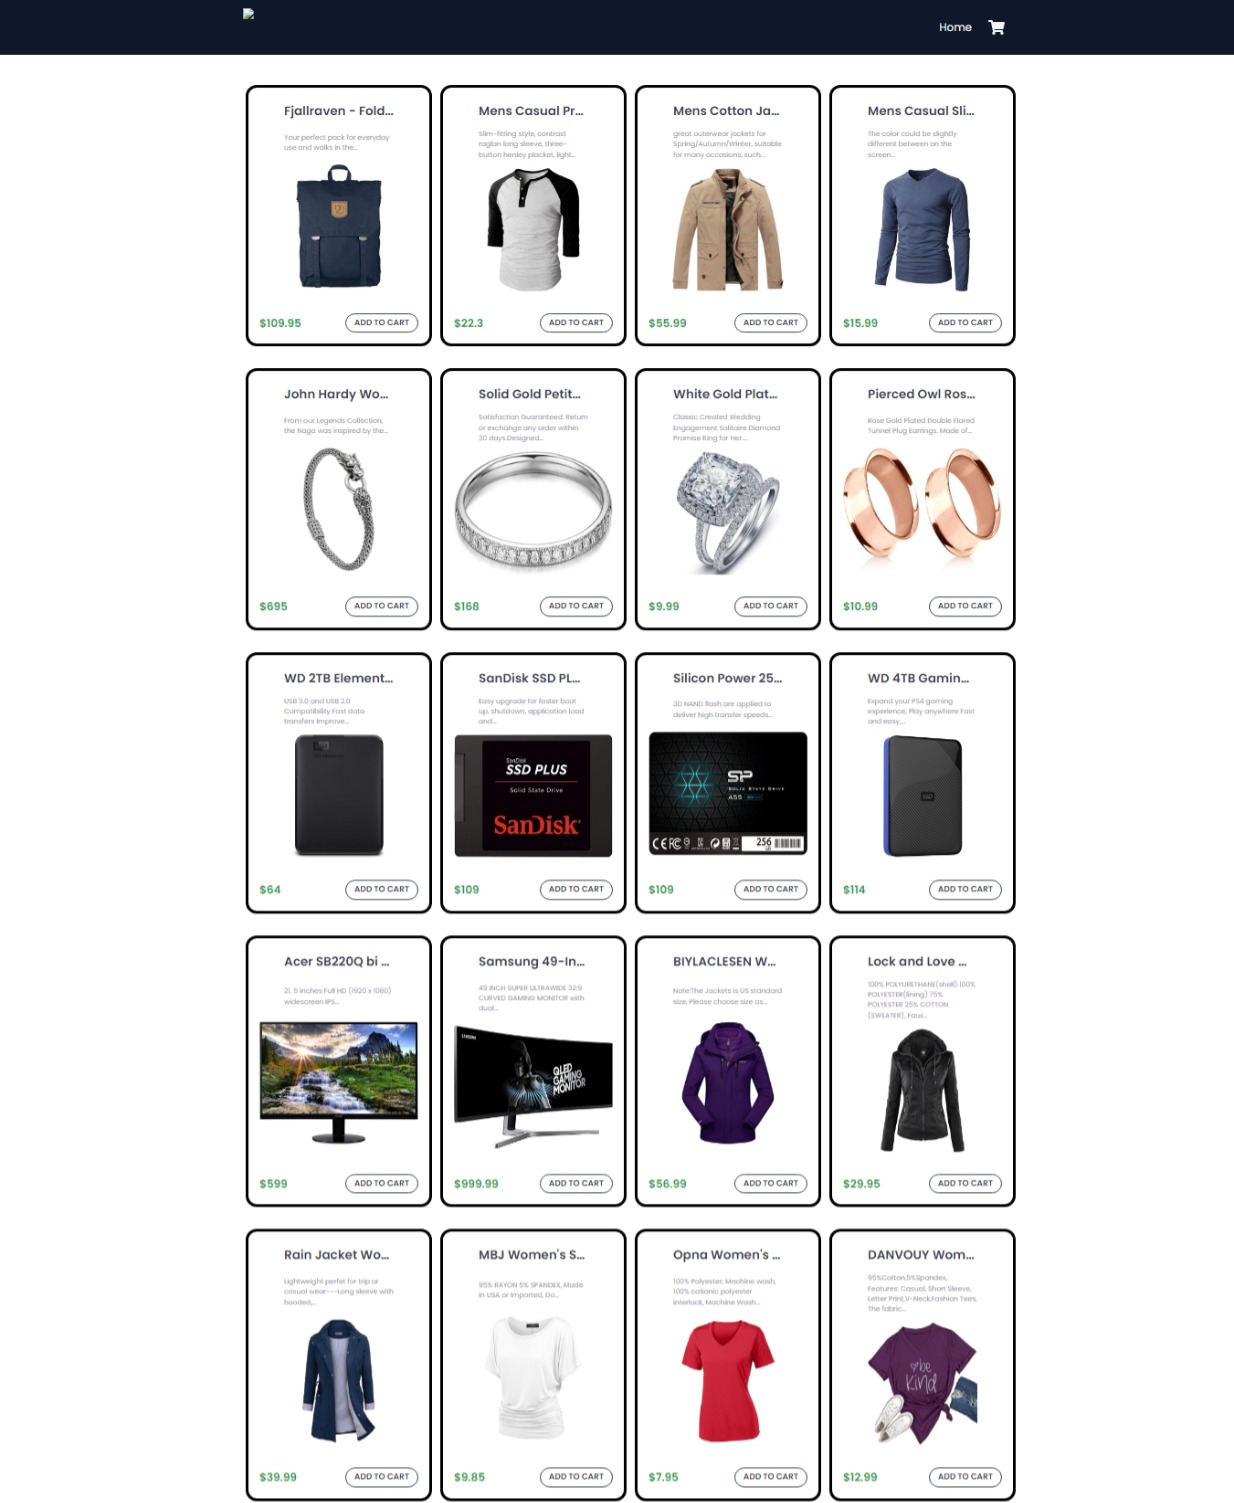 Home
Fjallraven - Fold...
Your perfect pack for everyday
use and walks in the...
$109.95
ADD TO CART
Mens Casual Pr...
Slim-fitting style, contrast
raglan long sleeve, three-
button henley placket, light...
$22.3
ADD TO CART
Mens Cotton Ja...
great outerwear jackets for
Spring/Autumn/Winter, suitable
for many occasions, such...
$55.99
ADD TO CART
Mens Casual Sli...
The color could be slightly
different between on the
screen...
$15.99
ADD TO CART
John Hardy Wo...
From our Legends Collection,
the Naga was inspired by the...
$695
ADD TO CART
Solid Gold Petit...
Satisfaction Guaranteed. Return
or exchange any order within
30 days.Designed...
$168
ADD TO CART
White Gold Plat...
Classic Created Wedding
Engagement Solitaire Diamond
Promise Ring for Her....
$9.99
ADD TO CART
Pierced Owl Ros...
Rose Gold Plated Double Flared
Tunnel Plug Earrings. Made of...
$10.99
ADD TO CART
WD 2TB Element...
USB 3.0 and USB 2.0
Compatibility Fast data
transfers Improve...
$64
ADD TO CART
SanDisk SSD PL...
Easy upgrade for faster boot
up, shutdown, application load
and...
SanDisk
SSD PLUS
Solid State Drive
SanDisk
$109
ADD TO CART
Silicon Power 25...
3D NAND flash are applied to
deliver high transfer speeds...
SP
SOLID STATE DRIVE
A55
256
$109
ADD TO CART
WD 4TB Gamin...
Expand your PS4 gaming
experience, Play anywhere Fast
and easy,...
WD
$114
ADD TO CART
Acer SB220Q bi ...
21. 5 inches Full HD (1920 x 1080)
widescreen IPS...
$599
ADD TO CART
Samsung 49-In...
49 INCH SUPER ULTRAWIDE 32:9
CURVED GAMING MONITOR with
dual...
SAMSUNG
QLED
GAMING
MONITOR
$999.99
ADD TO CART
BIYLACLESEN W...
Note:The Jackets is US standard
size, Please choose size as...
$56.99
ADD TO CART
Lock and Love ...
100% POLYURETHANE(shell) 100%
POLYESTER(lining) 75%
POLYESTER 25% COTTON
(SWEATER), Faux...
$29.95
ADD TO CART
Rain Jacket Wo...
Lightweight perfet for trip or
casual wear---Long sleeve with
hooded,...
$39.99
ADD TO CART
MBJ Women's S...
95% RAYON 5% SPANDEX, Made
in USA or Imported, Do...
$9.85
ADD TO CART
Opna Women's ...
100% Polyester, Machine wash,
100% cationic polyester
interlock, Machine Wash...
$7.95
ADD TO CART
DANVOUY Wom...
95%Cotton,5%Spandex,
Features: Casual, Short Sleeve,
Letter Print,V-Neck,Fashion Tees,
The fabric...
be
Kind
$12.99
ADD TO CART